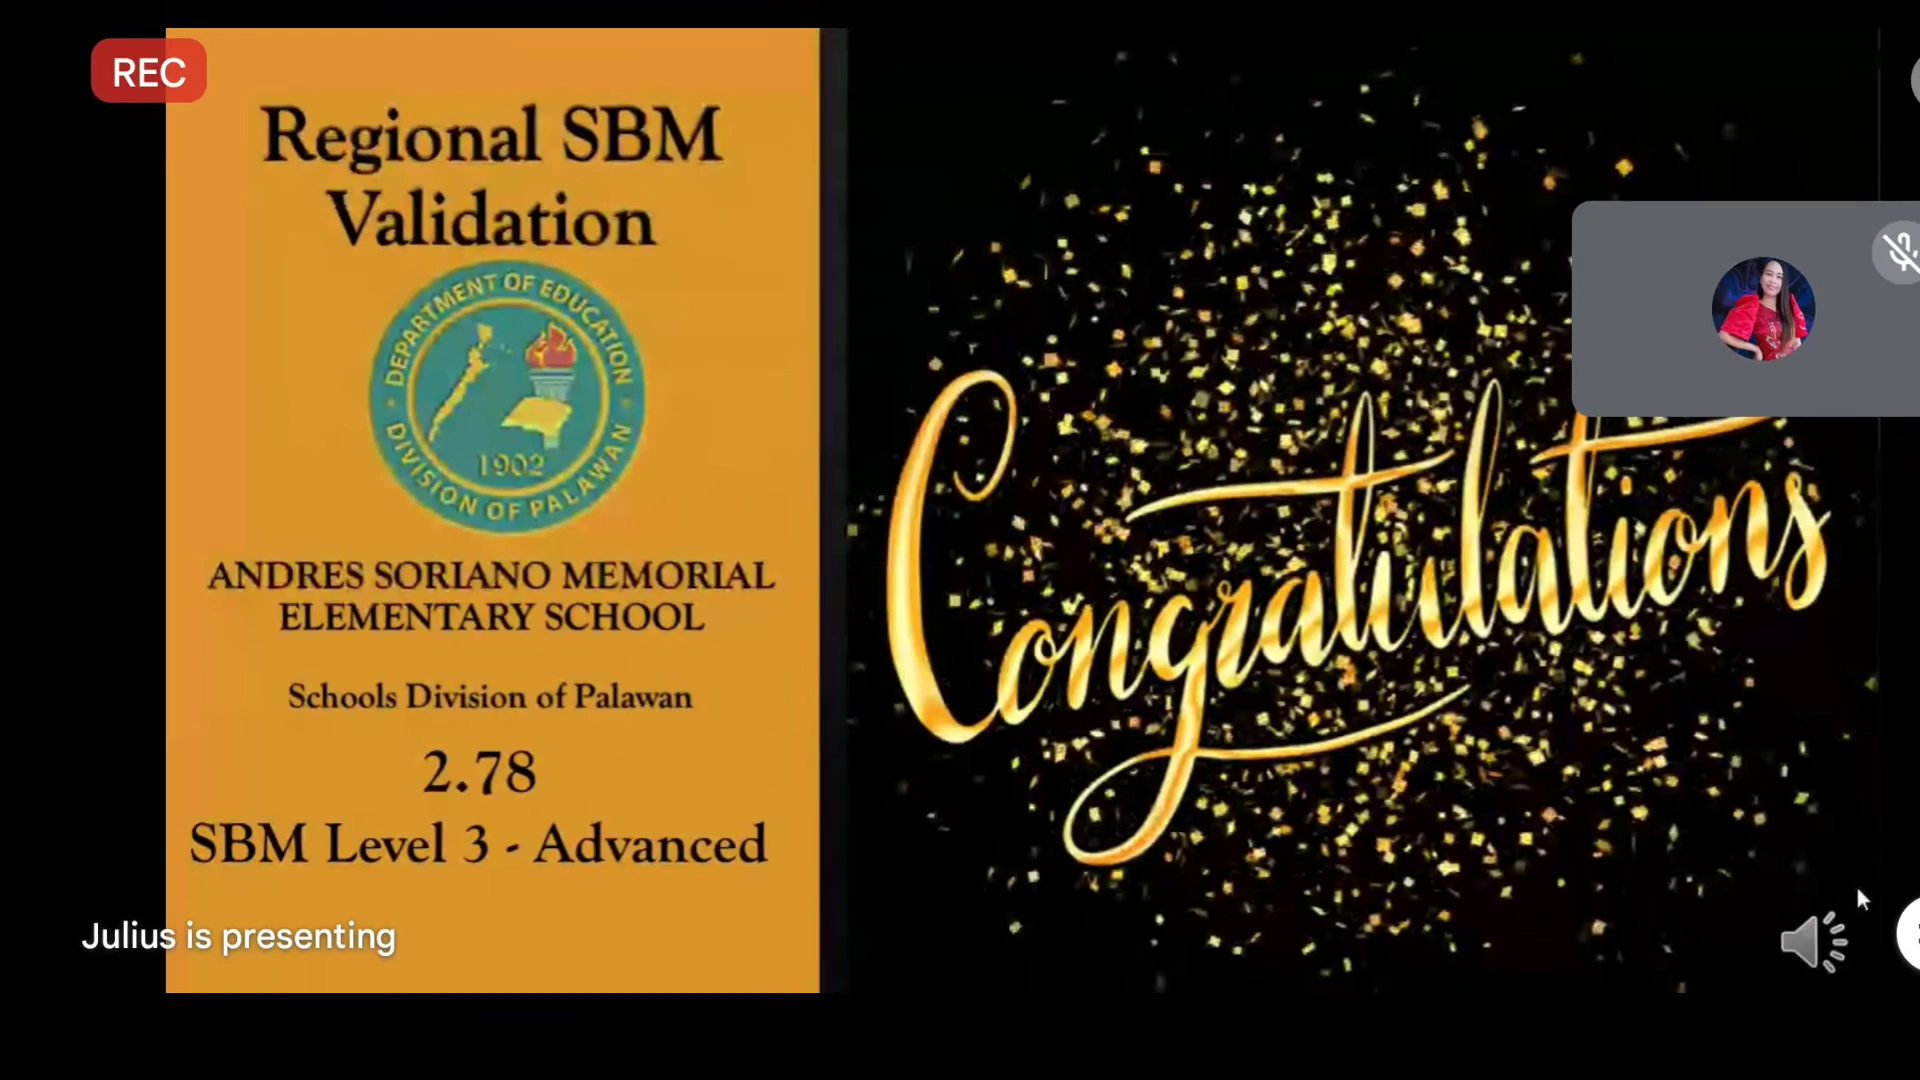 REC
Regional SBM
Validation
DEPARTMENT OF EDUCATION
1902
DIVISION OF PALAWAN
ANDRES SORIANO MEMORIAL
ELEMENTARY SCHOOL
Schools Division of Palawan
2.78
SBM Level 3 - Advanced
Julius is presenting
Congratulations